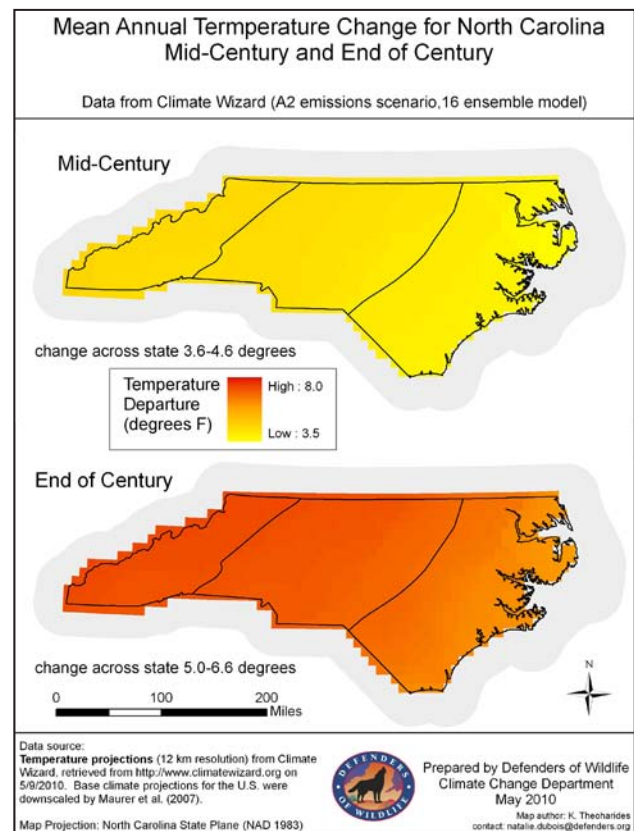 Mean Annual Termperature Change for North Carolina
Mid-Century and End of Century
Data from Climate Wizard (A2 emissions scenario,16 ensemble model)
Mid-Century
change across state 3.6-4.6 degrees
Temperature
Departure
(degrees F)
High : 8.0
Low : 3.5
End of Century
change across state 5.0-6.6 degrees
0 100 200
Miles
N
Data source:
Temperature projections (12 km resolution) from Climate
Wizard, retrieved from http://www.climatewizard.org on
5/9/2010. Base climate projections for the U.S. were
downscaled by Maurer et al. (2007).
Map Projection: North Carolina State Plane (NAD 1983)
DEFENDERS
OF WILDLIFE
Prepared by Defenders of Wildlife
Climate Change Department
May 2010
Map author: K. Theoharides
contact: natalie.dubois@defenders.org